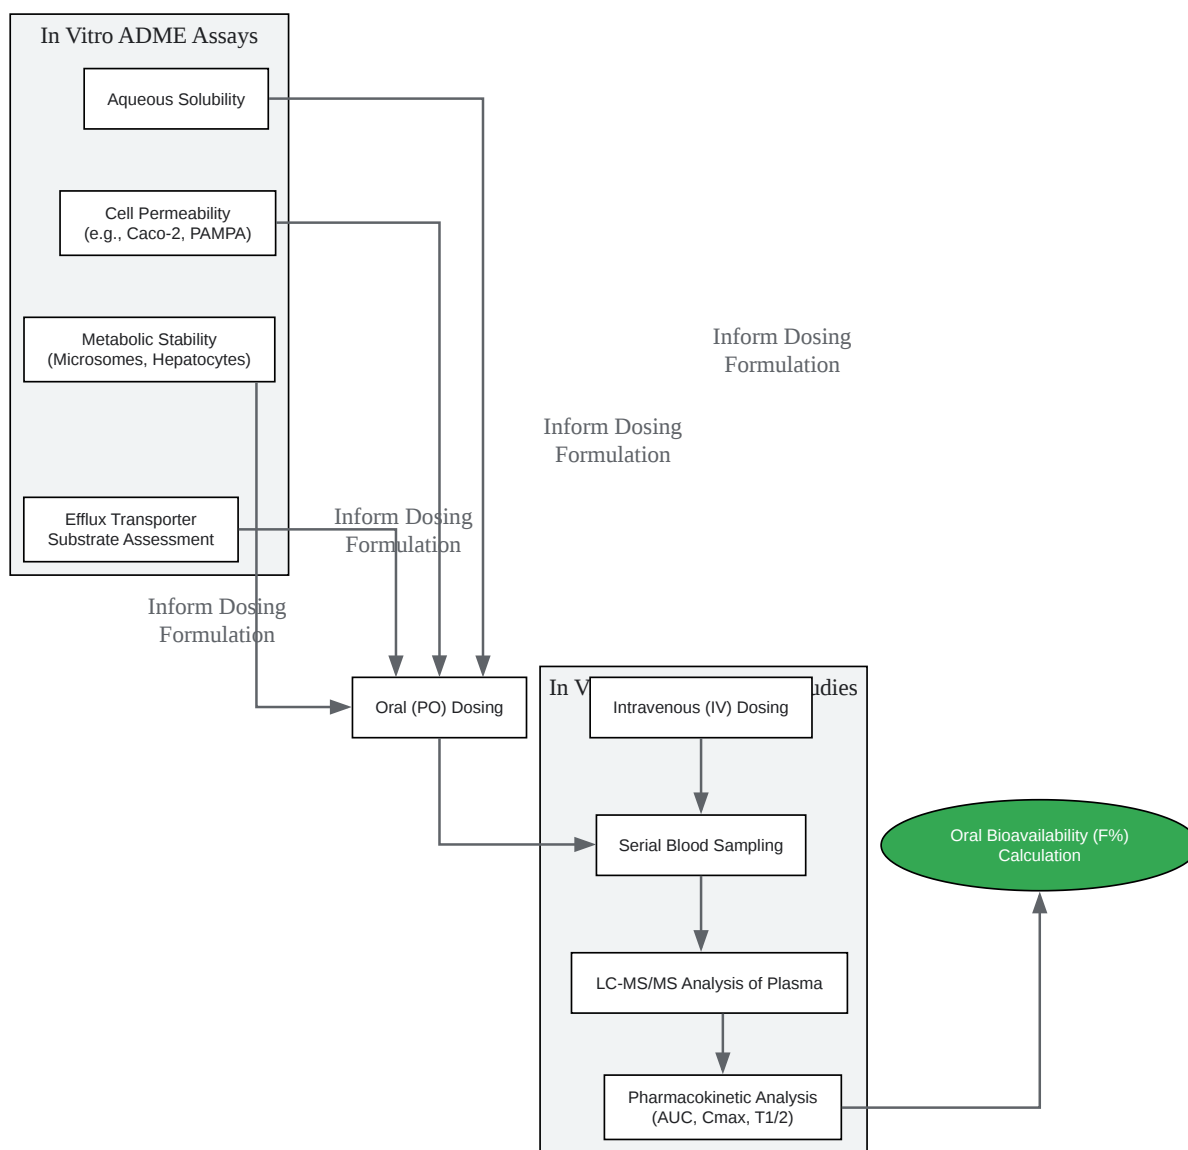 In Vitro ADME Assays
Aqueous Solubility
Cell Permeability
(e.g., Caco-2, PAMPA)
Metabolic Stability
(Microsomes, Hepatocytes)
Inform Dosing
Formulation
Inform Dosing
Formulation
Efflux Transporter
Substrate Assessment
Inform Dosing
Formulation
Inform Dosing
Formulation
Oral (PO) Dosing
In V
udies
Intravenous (IV) Dosing
Serial Blood Sampling
Oral Bioavailability (F%)
Calculation
LC-MS/MS Analysis of Plasma
Pharmacokinetic Analysis
(AUC, Cmax, T1/2)